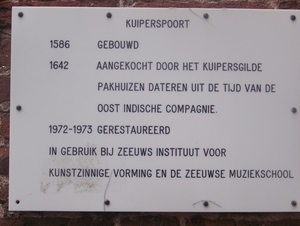 KUIPERSPOORT
1586 GEBOUWD
1642 AANGEKOCHT DOOR HET KUIPERSGILDE
PAKHUIZEN DATEREN UIT DE TIJD VAN DE
OOST INDISCHE COMPAGNIE.
1972-1973 GERESTAUREERD
IN GEBRUIK BIJ ZEEUWS INSTITUUT VOOR
KUNSTZINNIGE VORMING EN DE ZEEUWSE MUZIEKSCHOOL